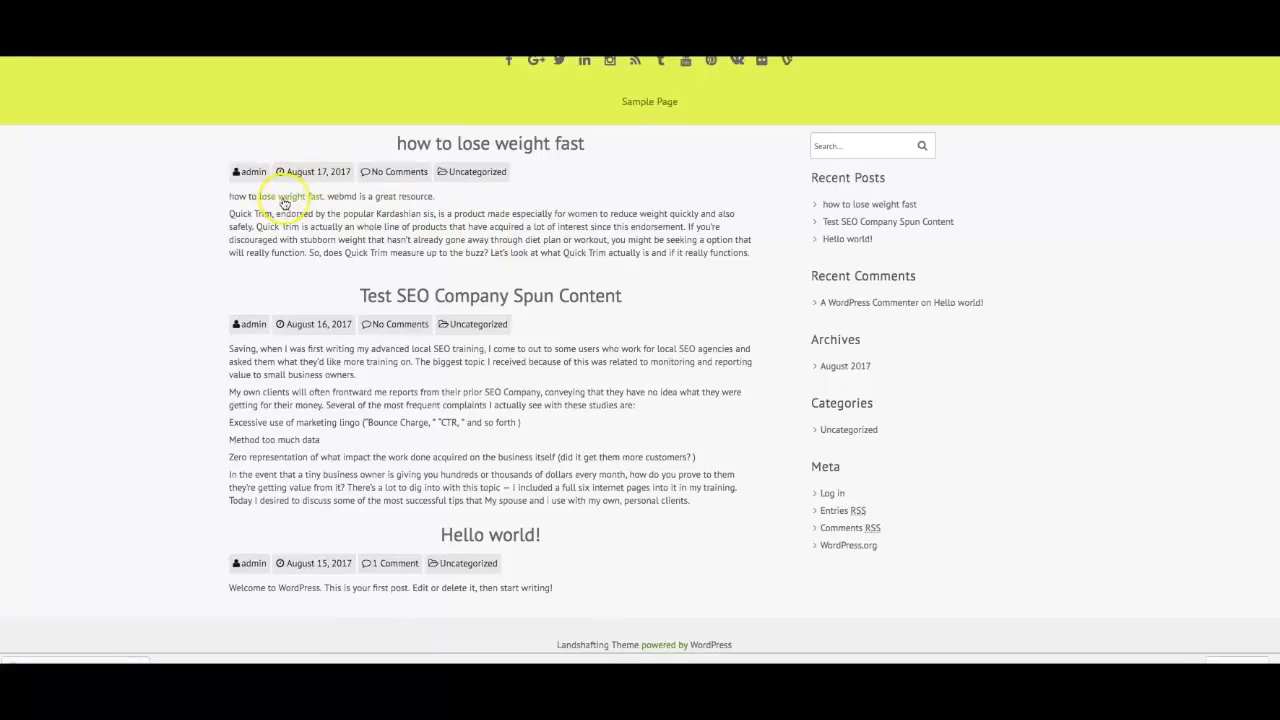 Sample Page
how to lose weight fast
admin August 17, 2017 No Comments Uncategorized
how to lose weight fast. webmd is a great resource.
Quick Trim, endorsed by the popular Kardashian sis, is a product made especially for women to reduce weight quickly and also
safely. Quick Trim is actually an whole line of products that have acquired a lot of interest since this endorsement. If you're
discouraged with stubborn weight that hasn't already gone away through diet plan or workout, you might be seeking a option that
will really function. So, does Quick Trim measure up to the buzz? Let's look at what Quick Trim actually is and if it really functions.
Test SEO Company Spun Content
admin August 16, 2017 No Comments Uncategorized
Saving, when I was first writing my advanced local SEO training, I come to out to some users who work for local SEO agencies and
asked them what they'd like more training on. The biggest topic I received because of this was related to monitoring and reporting
value to small business owners.
My own clients will often frontward me reports from their prior SEO Company, conveying that they have no idea what they were
getting for their money. Several of the most frequent complaints I actually see with these studies are:
Excessive use of marketing lingo ("Bounce Charge, " "CTR, " and so forth )
Method too much data
Zero representation of what impact the work done acquired on the business itself (did it get them more customers? )
In the event that a tiny business owner is giving you hundreds or thousands of dollars every month, how do you prove to them
they're getting value from it? There's a lot to dig into with this topic — i included a full six internet pages into it in my training.
Today I desired to discuss some of the most successful tips that My spouse and i use with my own, personal clients.
Hello world!
admin August 15, 2017 1 Comment Uncategorized
Welcome to WordPress. This is your first post. Edit or delete it, then start writing!
Search...
Recent Posts
how to lose weight fast
Test SEO Company Spun Content
Hello world!
Recent Comments
A WordPress Commenter on Hello world!
Archives
August 2017
Categories
Uncategorized
Meta
Log in
Entries RSS
Comments RSS
WordPress.org
Landshafting Theme powered by WordPress